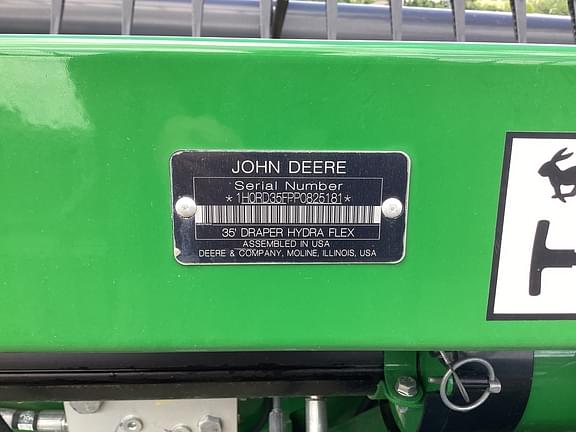 JOHN DEERE
Serial Number
*1H0RD35FPP0825181*
35' DRAPER HYDRA FLEX
ASSEMBLED IN USA
DEERE & COMPANY, MOLINE, ILLINOIS, USA